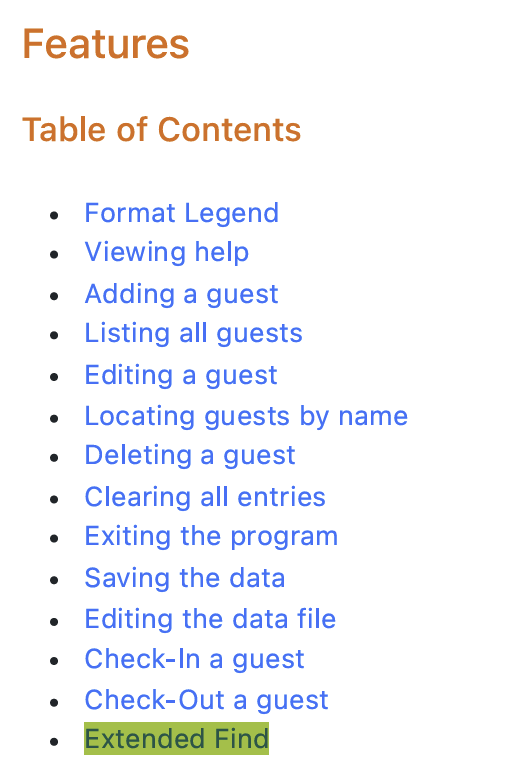 Features
Table of Contents
Format Legend
Viewing help
Adding a guest
Listing all guests
Editing a guest
Locating guests by name
Deleting a guest
Clearing all entries
Exiting the program
Saving the data
Editing the data file
Check-In a guest
Check-Out a guest
Extended Find